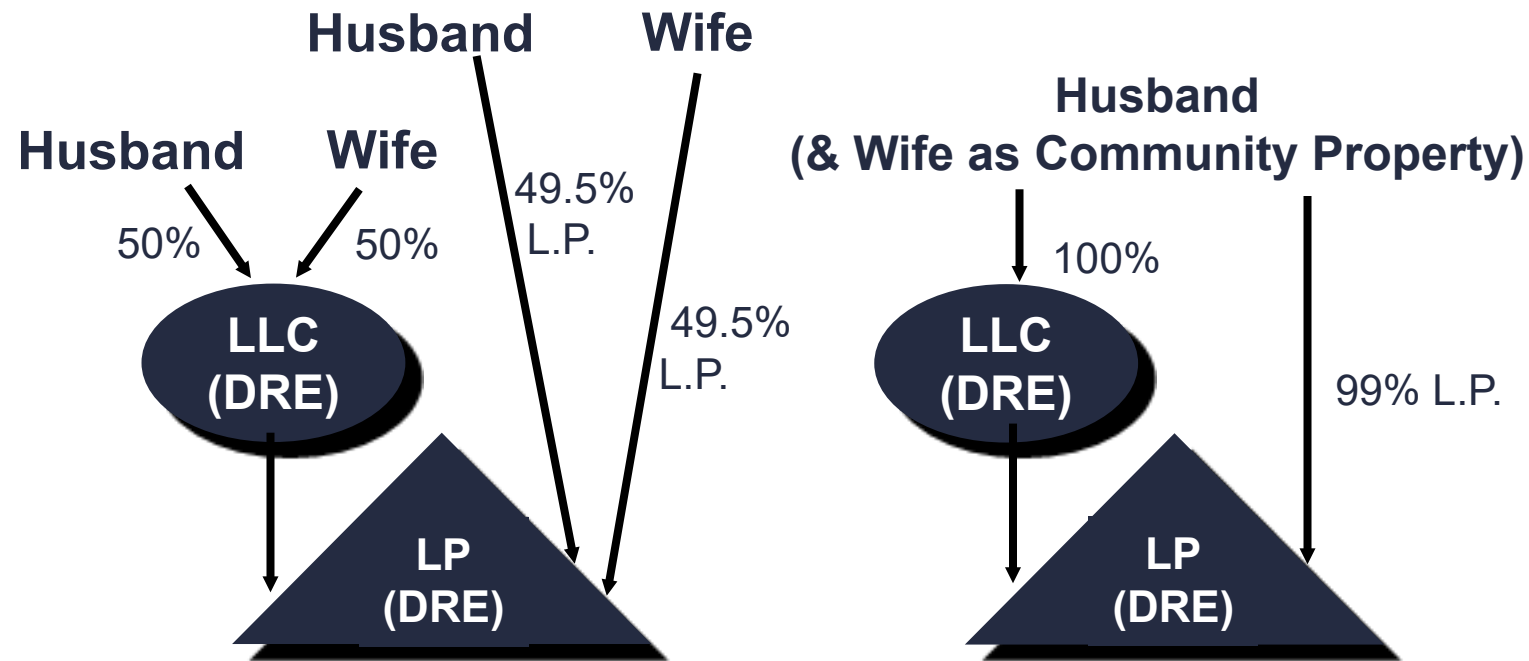 Husband Wife
Husband Wife
50%
50%
49.5%
L.P.
49.5%
L.P.
LLC
(DRE)
LP
(DRE)
Husband
(& Wife as Community Property)
100%
99% L.P.
LLC
(DRE)
LP
(DRE)